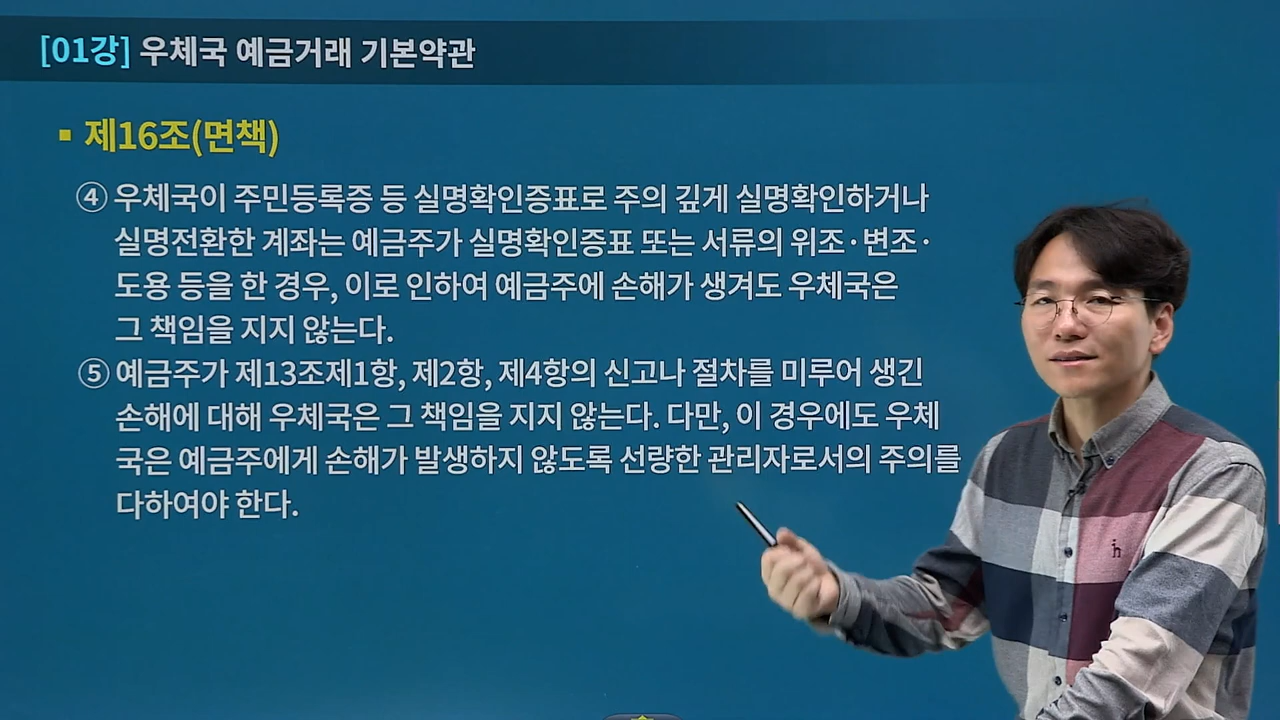 [01강] 우체국 예금거래 기본약관
▪ 제16조(면책)
④ 우체국이 주민등록증 등 실명확인증표로 주의 깊게 실명확인하거나
실명전환한 계좌는 예금주가 실명확인증표 또는 서류의 위조·변조·
도용 등을 한 경우, 이로 인하여 예금주에 손해가 생겨도 우체국은
그 책임을 지지 않는다.
⑤ 예금주가 제13조제1항, 제2항, 제4항의 신고나 절차를 미루어 생긴
손해에 대해 우체국은 그 책임을 지지 않는다. 다만, 이 경우에도 우체
국은 예금주에게 손해가 발생하지 않도록 선량한 관리자로서의 주의를
다하여야 한다.